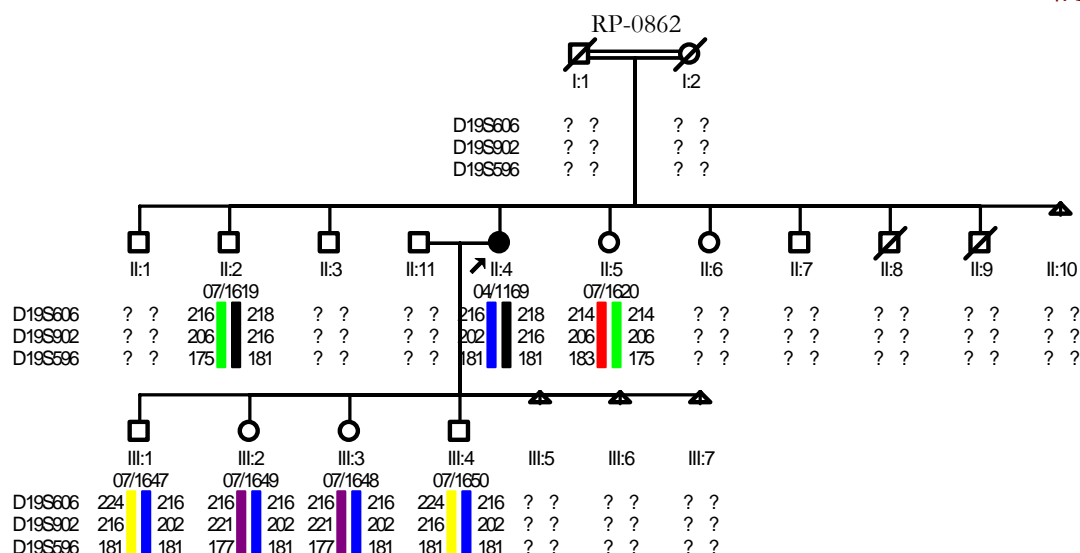 RP-0862
I:1 I:2
D19S606 ? ? ? ?
D19S902 ? ? ? ?
D19S596 ? ? ? ?
II:1 II:2 II:3 II:11 II:4 II:5 II:6 II:7 II:8 II:9 II:10
07/1619 04/1169 07/1620
D19S606 ? ? 216 218 ? ? ? ? 216 218 214 214 ? ? ? ? ? ? ? ? ? ?
D19S902 ? ? 206 216 ? ? ? ? 202 216 206 206 ? ? ? ? ? ? ? ? ? ?
D19S596 ? ? 175 181 ? ? ? ? 181 181 183 175 ? ? ? ? ? ? ? ? ? ?
III:1 III:2 III:3 III:4 III:5 III:6 III:7
07/1647 07/1649 07/1648 07/1650
D19S606 224 216 216 216 216 216 224 216 ? ? ? ? ? ?
D19S902 216 202 221 202 221 202 216 202 ? ? ? ? ? ?
D19S596 181 181 177 181 177 181 181 181 ? ? ? ? ? ?